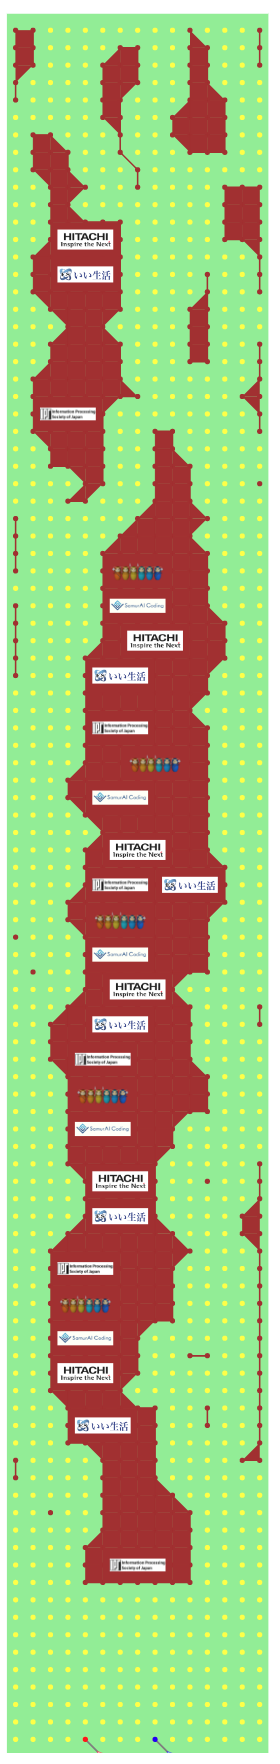 HITACHI
Inspire the Next
いい生活
Information Processing
Society of Japan
SamurAI Coding
HITACHI
Inspire the Next
いい生活
Information Processing
Society of Japan
SamurAI Coding
HITACHI
Inspire the Next
Information Processing
Society of Japan
いい生活
SamurAI Coding
HITACHI
Inspire the Next
いい生活
Information Processing
Society of Japan
SamurAI Coding
HITACHI
Inspire the Next
いい生活
Information Processing
Society of Japan
SamurAI Coding
HITACHI
Inspire the Next
いい生活
Information Processing
Society of Japan